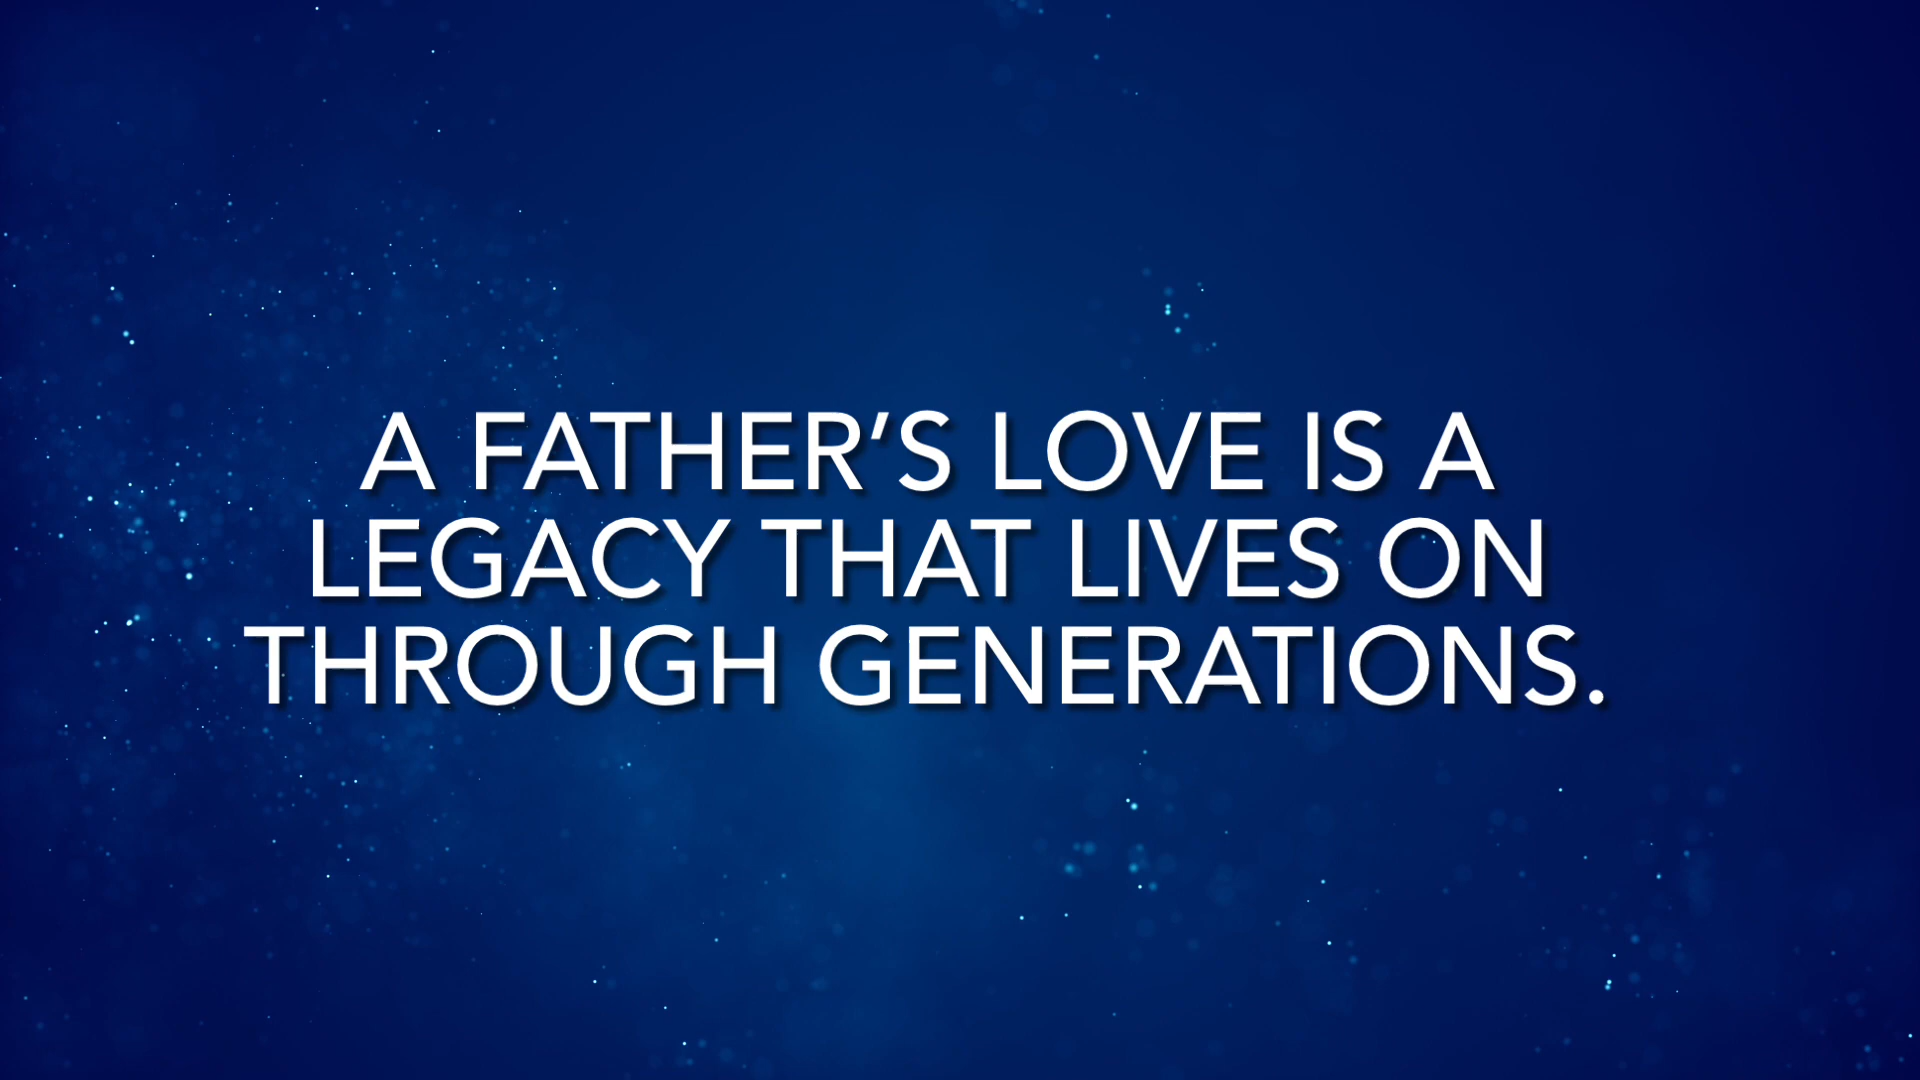 A FATHER’S LOVE IS A
LEGACY THAT LIVES ON
THROUGH GENERATIONS.